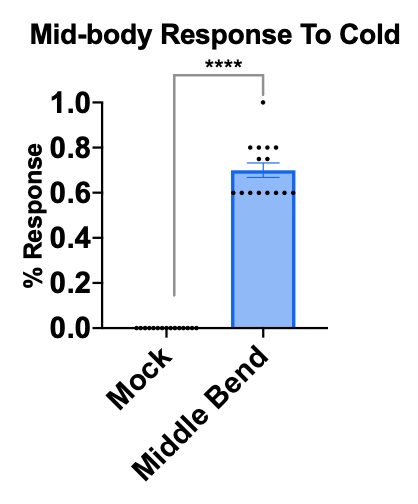 Mid-body Response To Cold
****
1.0
0.8
0.6
0.4
0.2
0.0
% Response
Mock
Middle Bend